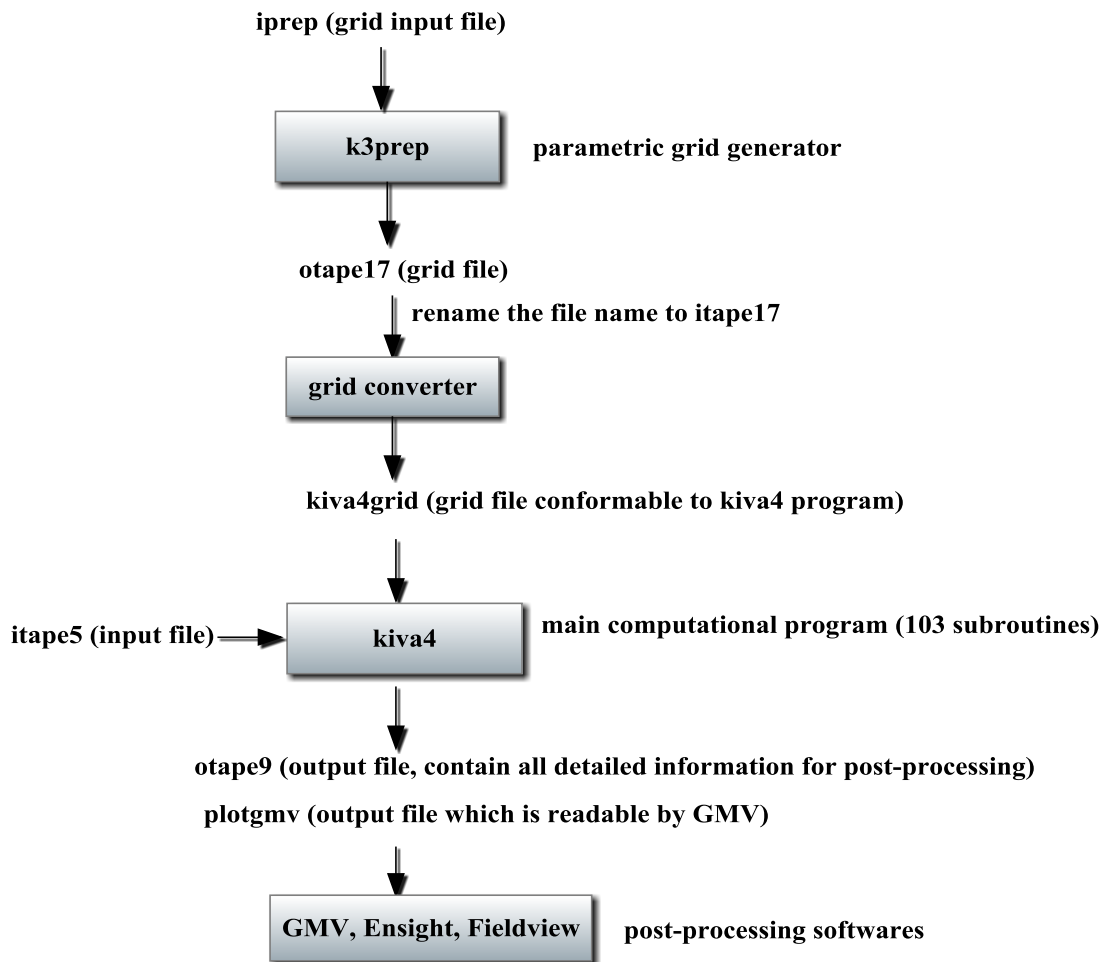 iprep (grid input file)
k3prep
parametric grid generator
otape17 (grid file)
rename the file name to itape17
grid converter
kiva4grid (grid file conformable to kiva4 program)
itape5 (input file)
kiva4
main computational program (103 subroutines)
otape9 (output file, contain all detailed information for post-processing)
plotgmv (output file which is readable by GMV)
GMV, Ensight, Fieldview
post-processing softwares